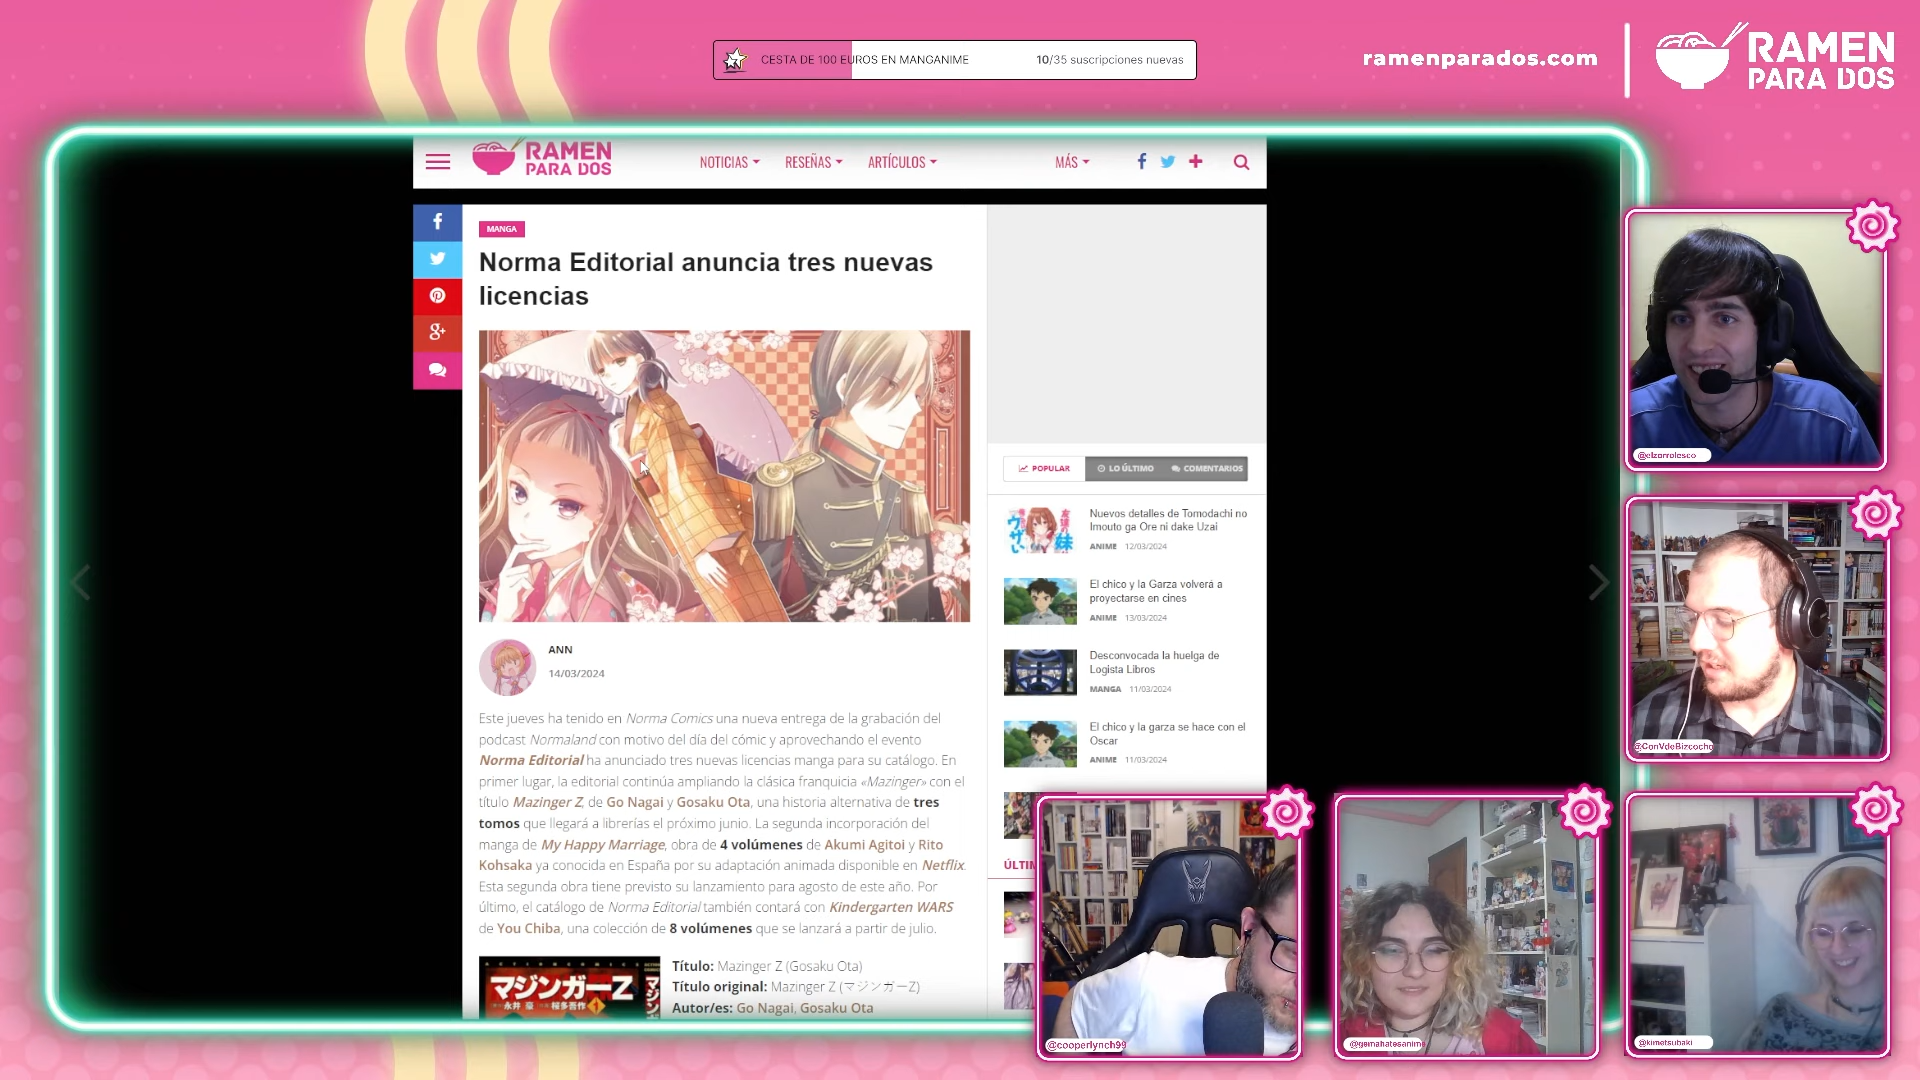 CESTA DE 100 EUROS EN MANGANIME
10/35 suscripciones nuevas
ramenparados.com
RAMEN
PARA DOS
RAMEN
PARA DOS
NOTICIAS
RESEÑAS
ARTÍCULOS
MÁS
MANGA
Norma Editorial anuncia tres nuevas
licencias
ANN
14/03/2024
Este jueves ha tenido en Norma Comics una nueva entrega de la grabación del
podcast Normaland con motivo del día del cómic y aprovechando el evento
Norma Editorial ha anunciado tres nuevas licencias manga para su catálogo. En
primer lugar, la editorial continúa ampliando la clásica franquicia «Mazinger» con el
título Mazinger Z, de Go Nagai y Gosaku Ota, una historia alternativa de tres
tomos que llegará a librerías el próximo junio. La segunda incorporación del
manga de My Happy Marriage, obra de 4 volúmenes de Akumi Agitoi y Rito
Kohsaka ya conocida en España por su adaptación animada disponible en Netflix.
Esta segunda obra tiene previsto su lanzamiento para agosto de este año. Por
último, el catálogo de Norma Editorial también contará con Kindergarten WARS
de You Chiba, una colección de 8 volúmenes que se lanzará a partir de julio.
マジンガーZ
Título: Mazinger Z (Gosaku Ota)
Título original: Mazinger Z (マジンガーZ)
Autor/es: Go Nagai, Gosaku Ota
POPULAR
LO ÚLTIMO
COMENTARIOS
Nuevos detalles de Tomodachi no
Imouto ga Ore ni dake Uzai
ANIME 12/03/2024
El chico y la Garza volverá a
proyectarse en cines
ANIME 13/03/2024
Desconvocada la huelga de
Logista Libros
MANGA 11/03/2024
El chico y la garza se hace con el
Oscar
ANIME 11/03/2024
@elzorrolesco
@ConVdeBizcocho
@cooperlynch99
@gemahatesanime
@kimetsubaki